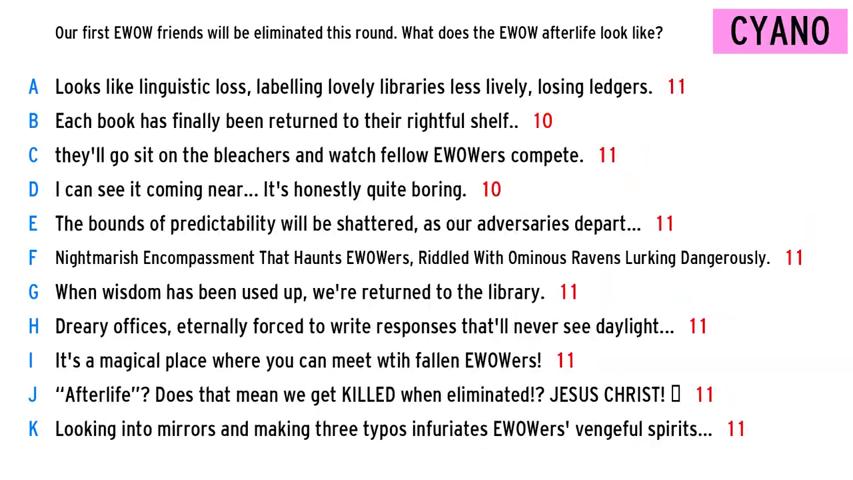 Our first EWOW friends will be eliminated this round. What does the EWOW afterlife look like?
CYANO
A Looks like linguistic loss, labelling lovely libraries less lively, losing ledgers. 11
B Each book has finally been returned to their rightful shelf.. 10
C they'll go sit on the bleachers and watch fellow EWOWers compete. 11
D I can see it coming near... It's honestly quite boring. 10
E The bounds of predictability will be shattered, as our adversaries depart... 11
F Nightmarish Encompassment That Haunts EWOWers, Riddled With Ominous Ravens Lurking Dangerously. 11
G When wisdom has been used up, we're returned to the library. 11
H Dreary offices, eternally forced to write responses that'll never see daylight... 11
I It's a magical place where you can meet wtih fallen EWOWers! 11
J “Afterlife”? Does that mean we get KILLED when eliminated!? JESUS CHRIST! ▯ 11
K Looking into mirrors and making three typos infuriates EWOWers' vengeful spirits... 11